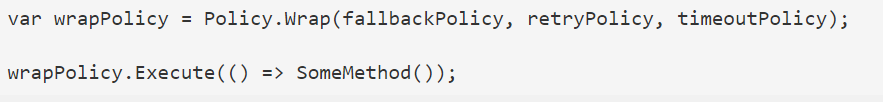 var wrapPolicy = Policy.Wrap(fallbackPolicy, retryPolicy, timeoutPolicy);
wrapPolicy.Execute(() => SomeMethod());